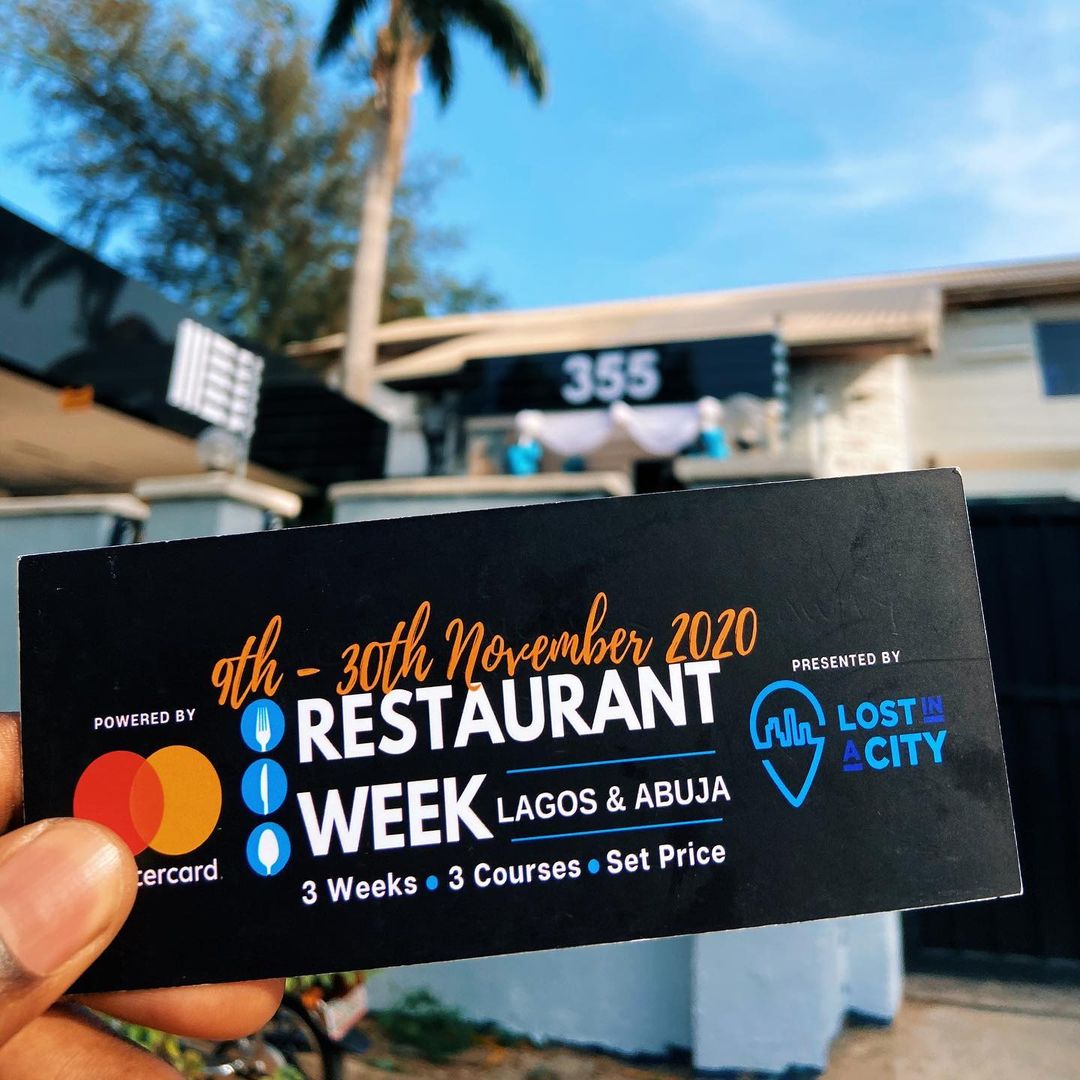 355
9th - 30th November 2020
RESTAURANT
WEEK LAGOS & ABUJA
3 Weeks • 3 Courses • Set Price
POWERED BY
tercard.
PRESENTED BY
LOST IN
A CITY